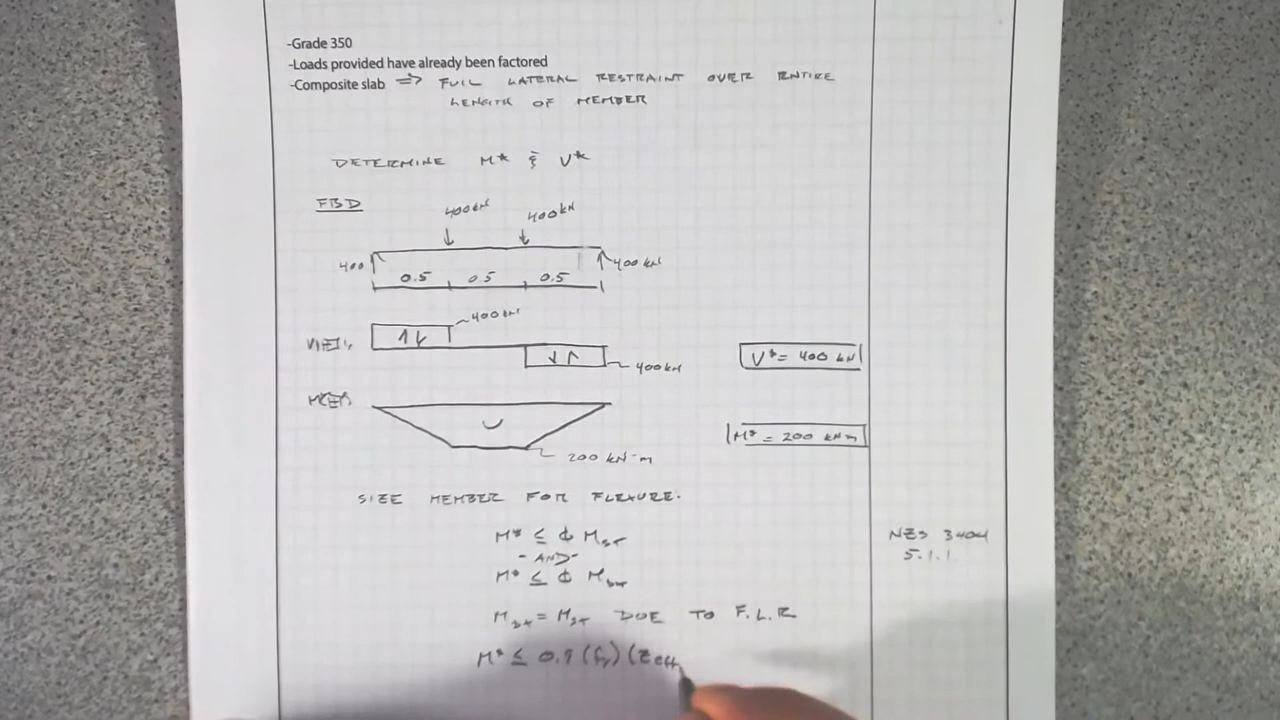 -Grade 350
-Loads provided have already been factored
-Composite slab ⇒ FULL LATERAL RESTRAINT OVER ENTIRE
LENGTH OF MEMBER
DETERMINE M* & V*
FBD
400kN 400kN
400 400 kN
0.5 0.5 0.5
400kN
V* = 400 kN
400kN
M* = 200 kNm
200 kN-m
SIZE MEMBER FOR FLEXURE.
M* ≤ ϕ Msx NZS 3404
-AND- 5.1.1.
M* ≤ ϕ Mbx
Mbx = Msx DUE TO F.L.R
M* ≤ 0.9 (fy) (Zeff